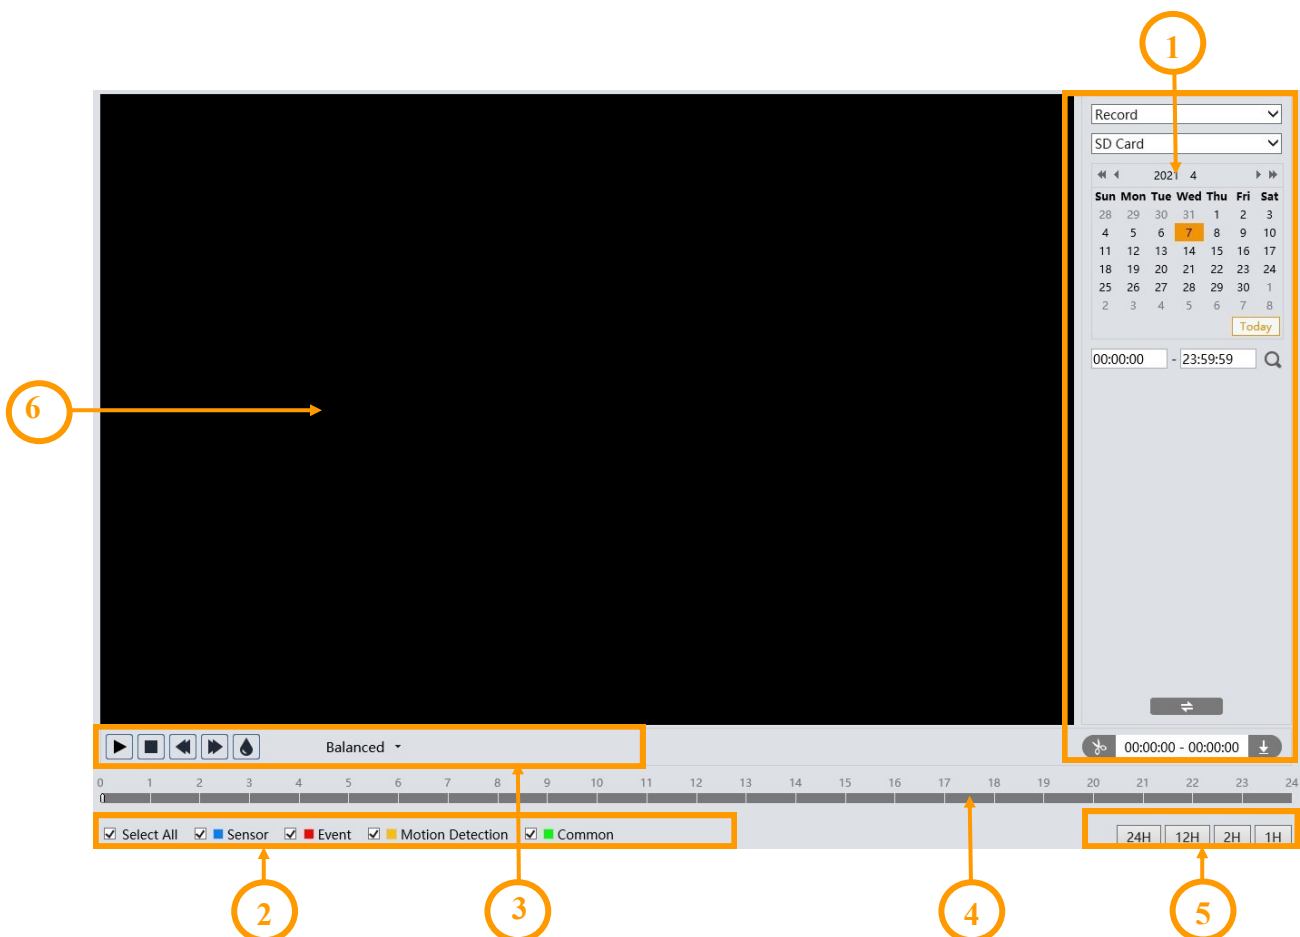 1
Record
SD Card
2021 4
Sun Mon Tue Wed Thu Fri Sat
28 29 30 31 1 2 3
4 5 6 7 8 9 10
11 12 13 14 15 16 17
18 19 20 21 22 23 24
25 26 27 28 29 30 1
2 3 4 5 6 7 8
Today
00:00:00 - 23:59:59
6
Balanced
00:00:00 - 00:00:00
0 1 2 3 4 5 6 7 8 9 10 11 12 13 14 15 16 17 18 19 20 21 22 23 24
Select All Sensor Event Motion Detection Common
24H 12H 2H 1H
2 3 4 5